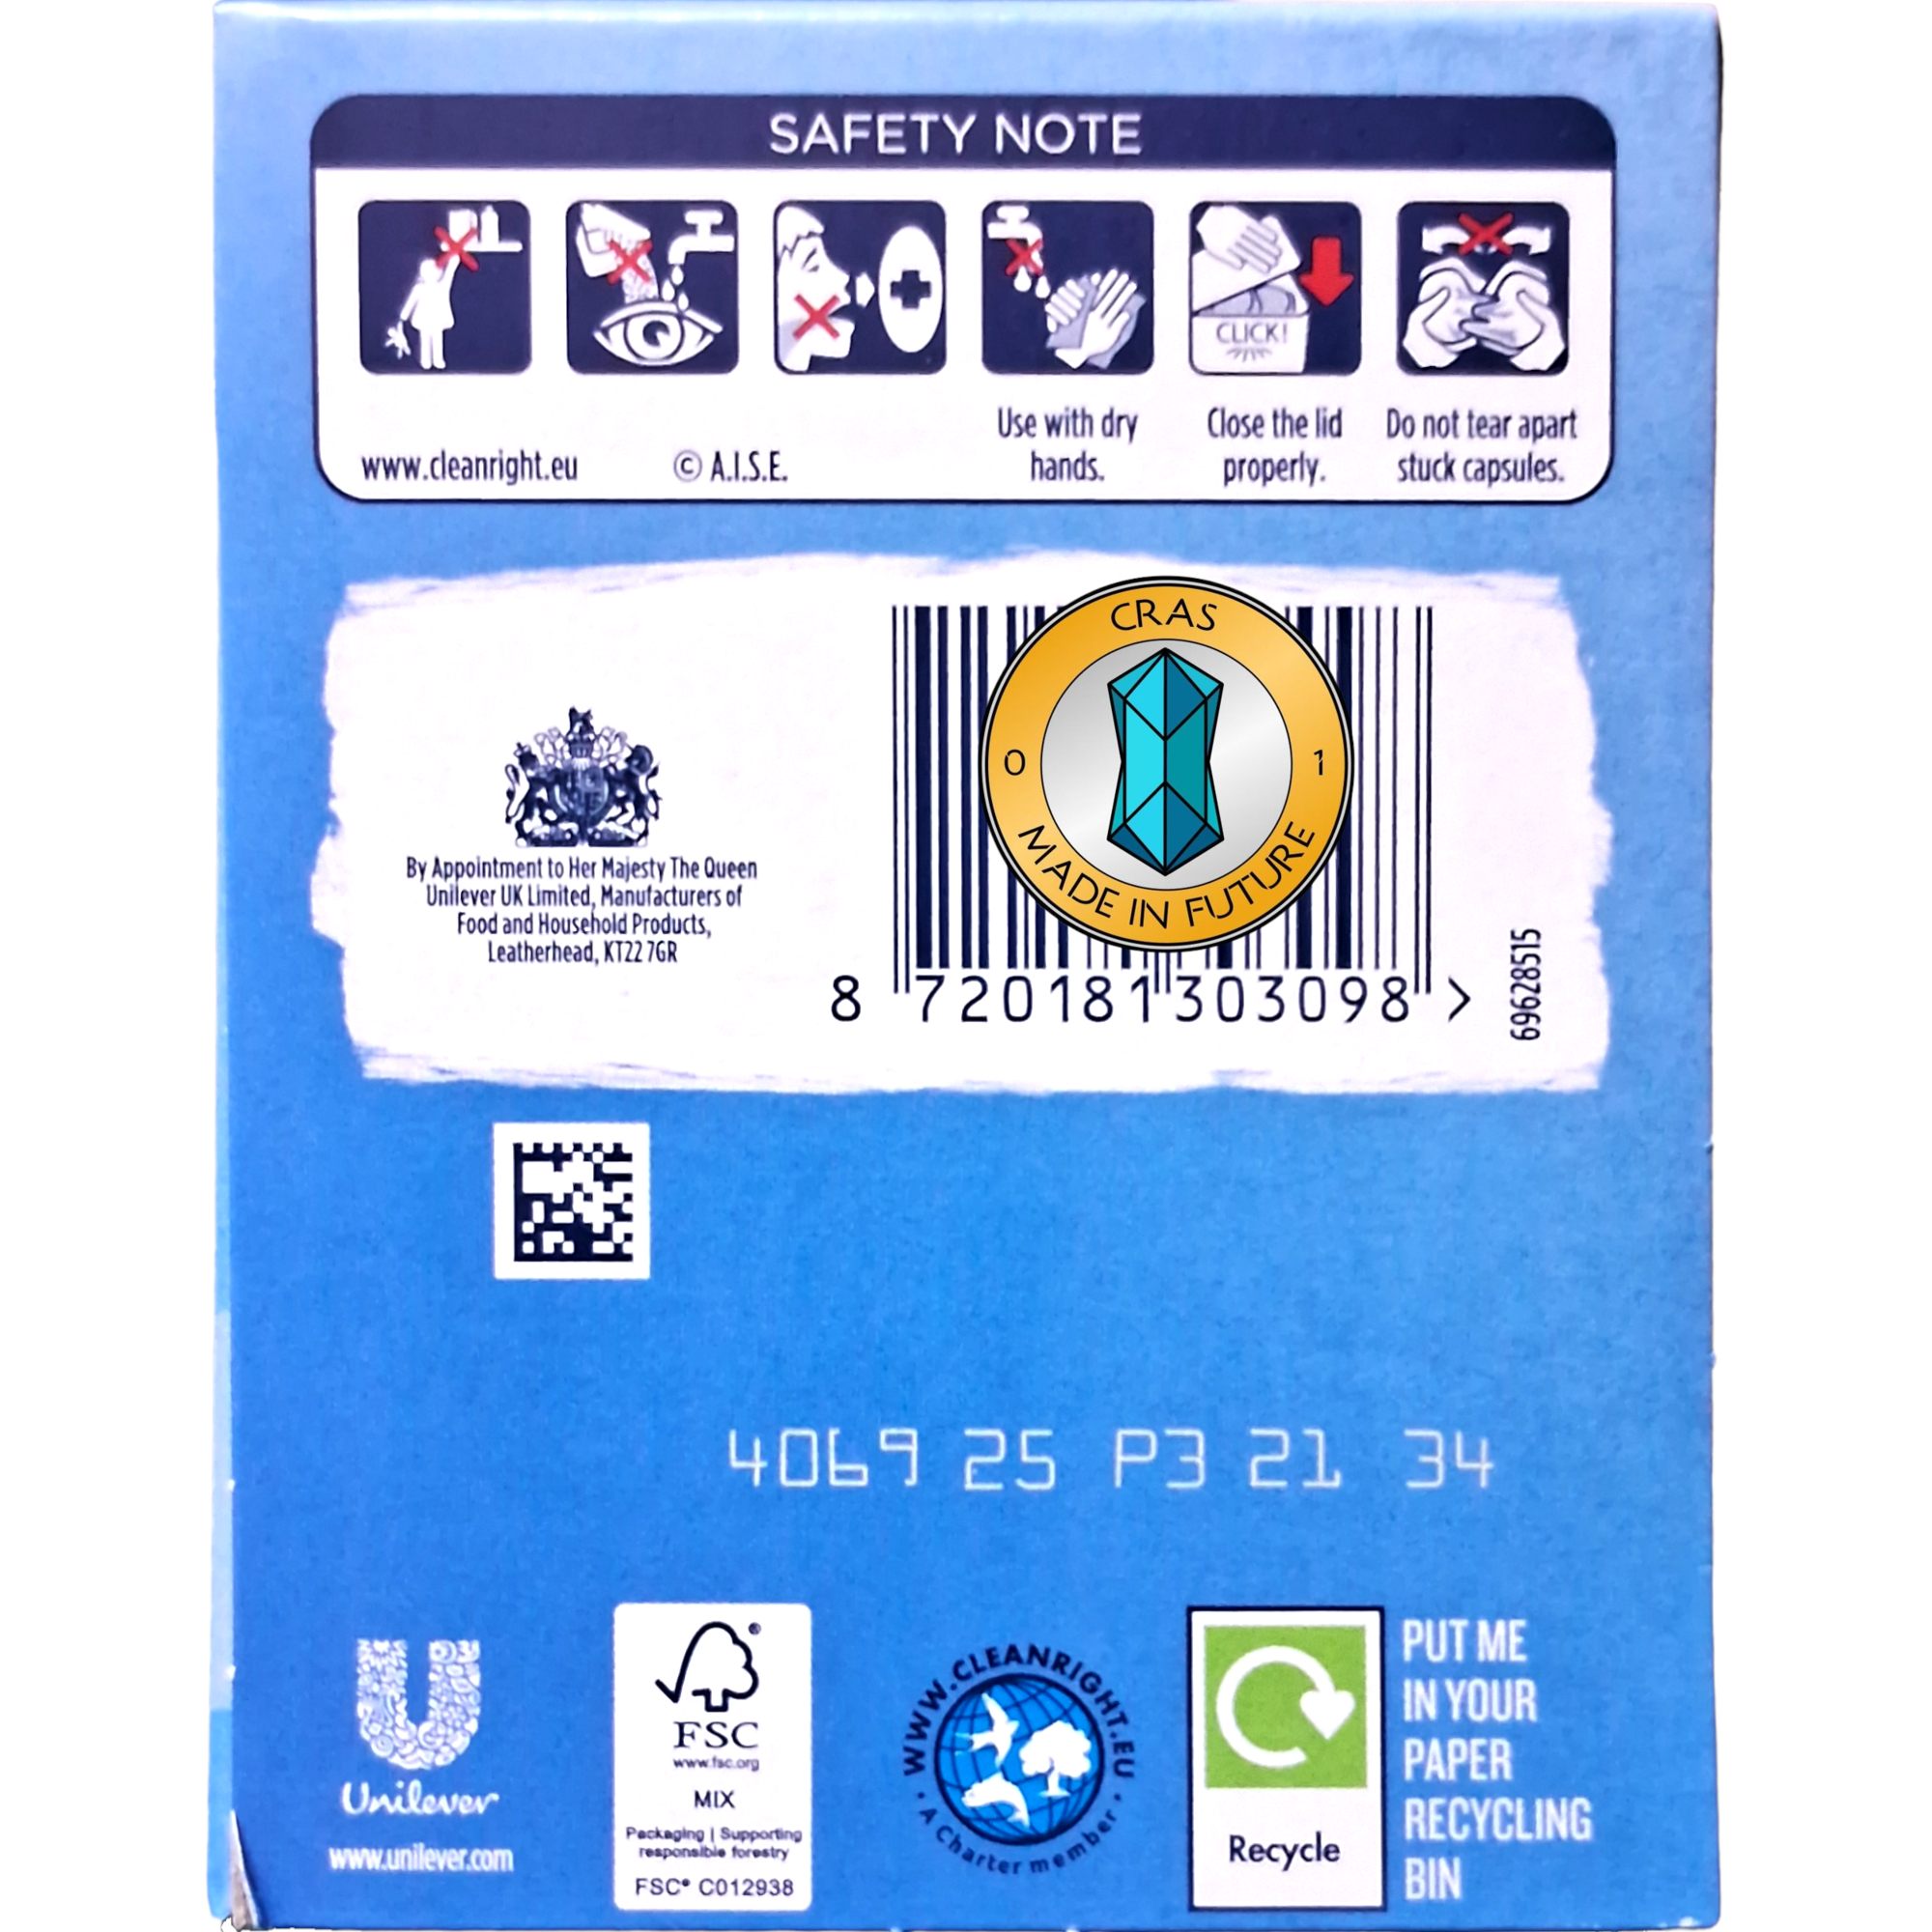 SAFETY NOTE
CLICK!
Use with dry
hands.
Close the lid
properly.
Do not tear apart
stuck capsules.
www.cleanright.eu
© A.I.S.E.
CRAS
0 1
MADE IN FUTURE
By Appointment to Her Majesty The Queen
Unilever UK Limited, Manufacturers of
Food and Household Products,
Leatherhead, KT22 7GR
8 720181 303098 >
69628515
4069 25 P3 21 34
Unilever
www.unilever.com
FSC®
www.fsc.org
MIX
Packaging | Supporting
responsible forestry
FSC® C012938
WWW.CLEANRIGHT.EU
• A Charter member •
Recycle
PUT ME
IN YOUR
PAPER
RECYCLING
BIN